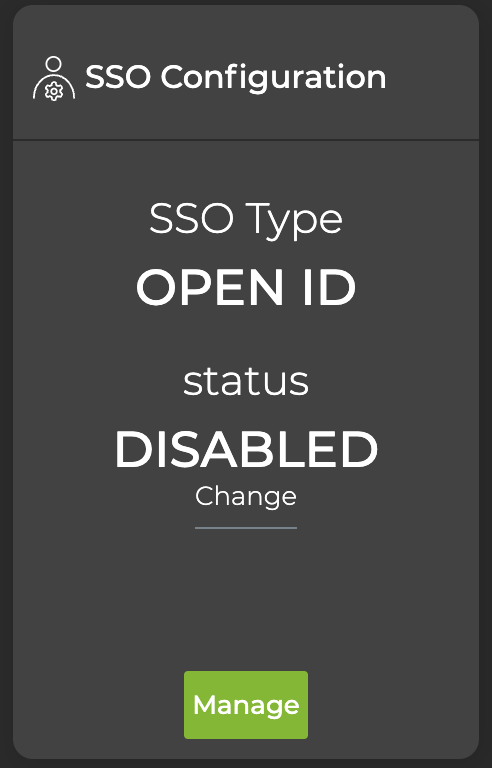 SSO Configuration
SSO Type
OPEN ID
status
DISABLED
Change
Manage